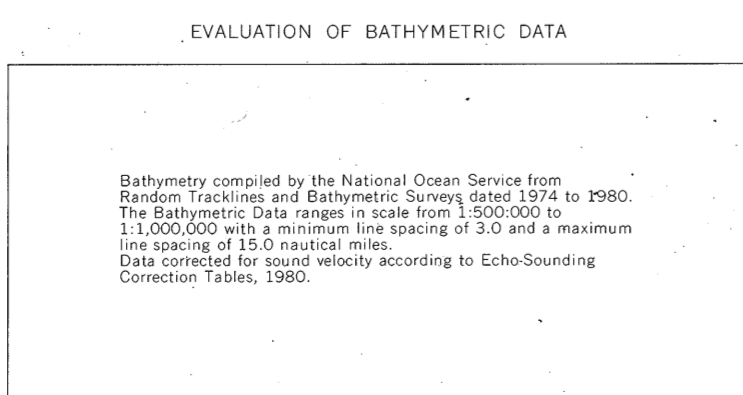 EVALUATION OF BATHYMETRIC DATA
Bathymetry compiled by the National Ocean Service from
Random Tracklines and Bathymetric Surveys dated 1974 to 1980.
The Bathymetric Data ranges in scale from 1:500:000 to
1:1,000,000 with a minimum line spacing of 3.0 and a maximum
line spacing of 15.0 nautical miles.
Data corrected for sound velocity according to Echo-Sounding
Correction Tables, 1980.